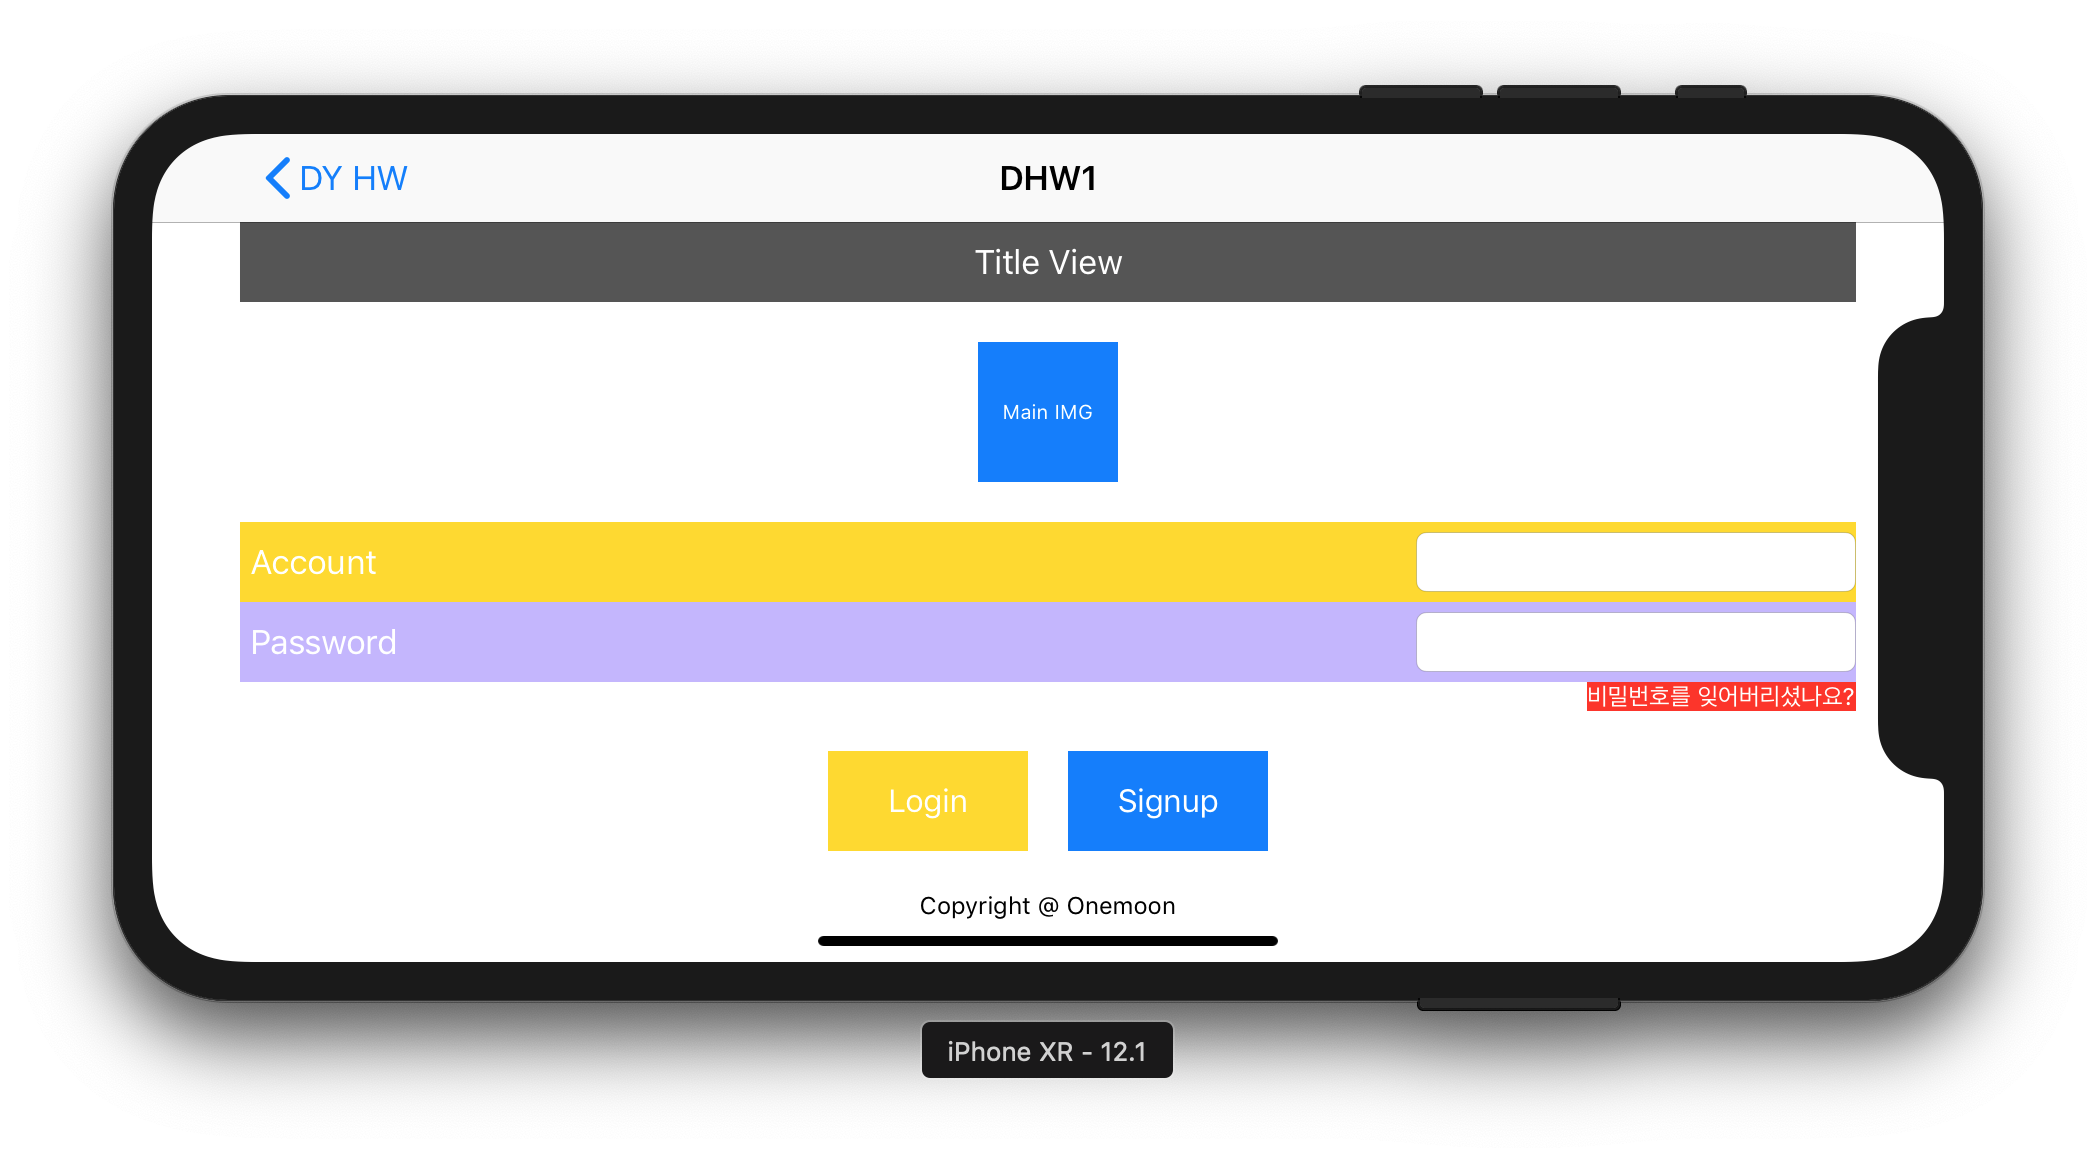 DY HW
DHW1
Title View
Main IMG
Account
Password
비밀번호를 잊어버리셨나요?
Login
Signup
Copyright @ Onemoon
iPhone XR - 12.1